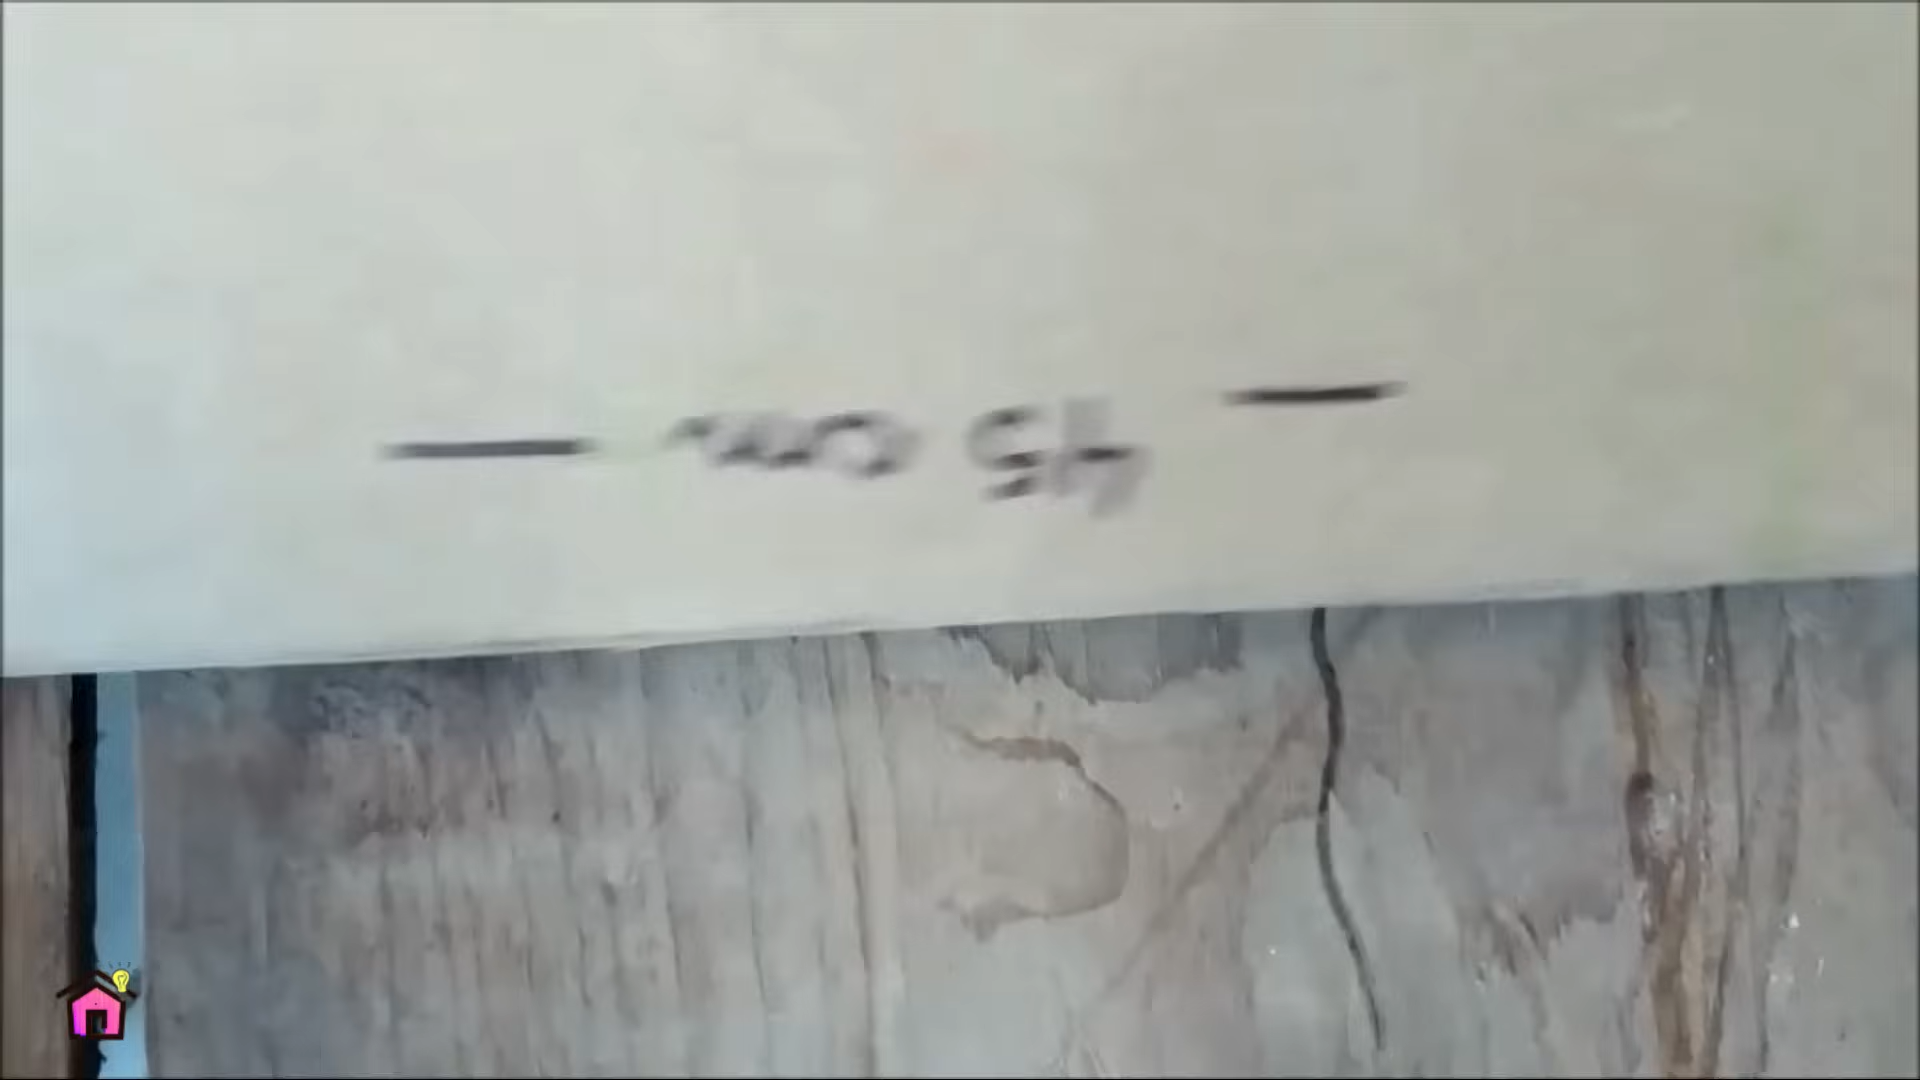 — 45 cm —